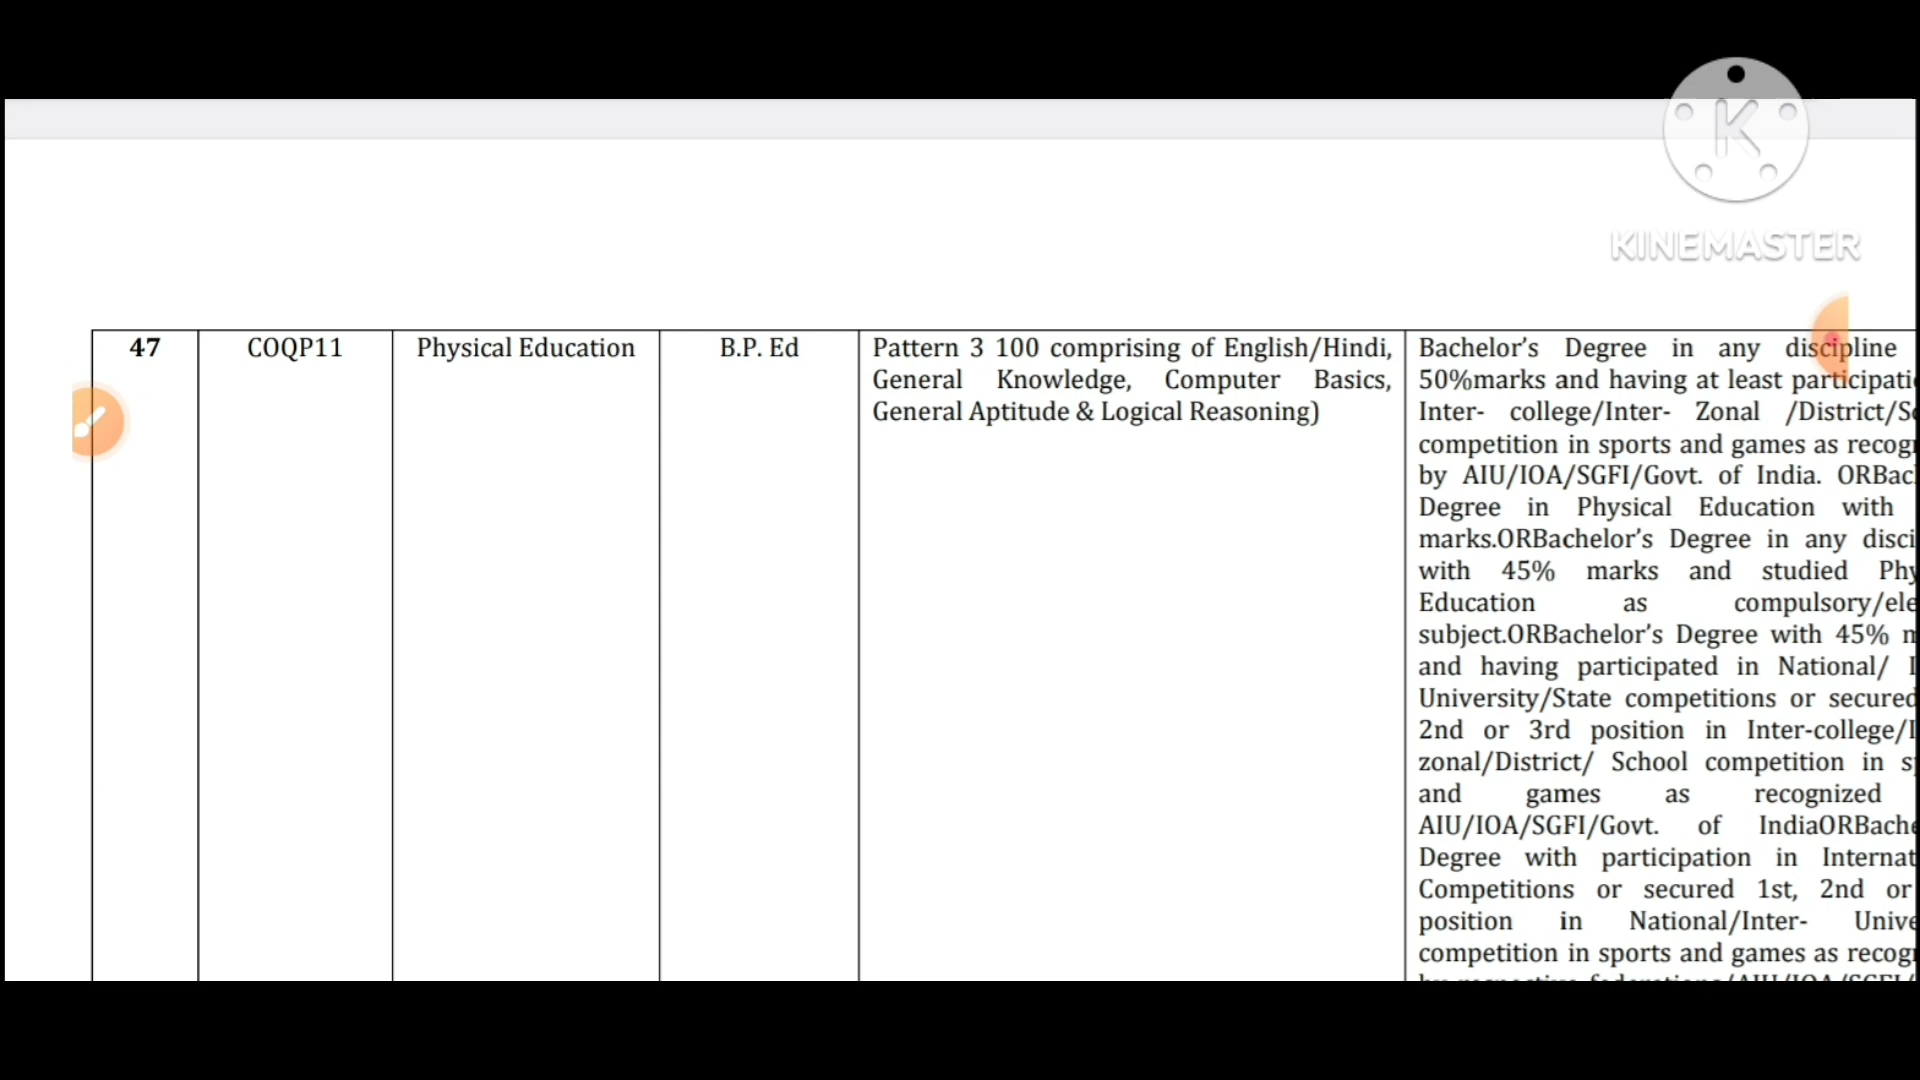 K
KINEMASTER
47 COQP11 Physical Education B.P. Ed Pattern 3 100 comprising of English/Hindi,
General Knowledge, Computer Basics,
General Aptitude & Logical Reasoning)
Bachelor's Degree in any discipline
50%marks and having at least
Inter- college/Inter- Zonal /District/
competition in sports and games as
by AIU/IOA/SGFI/Govt. of India.
Degree in Physical Education with
marks.ORBachelor's Degree in any
with 45% marks and studied
Education as
subject.ORBachelor's Degree with 45%
and having participated in National/
University/State competitions or secured
2nd or 3rd position in
zonal/District/ School competition in
and games as recognized
AIU/IOA/SGFI/Govt. of
Degree with participation in
Competitions or secured 1st, 2nd or
position in National/Inter-
competition in sports and games as